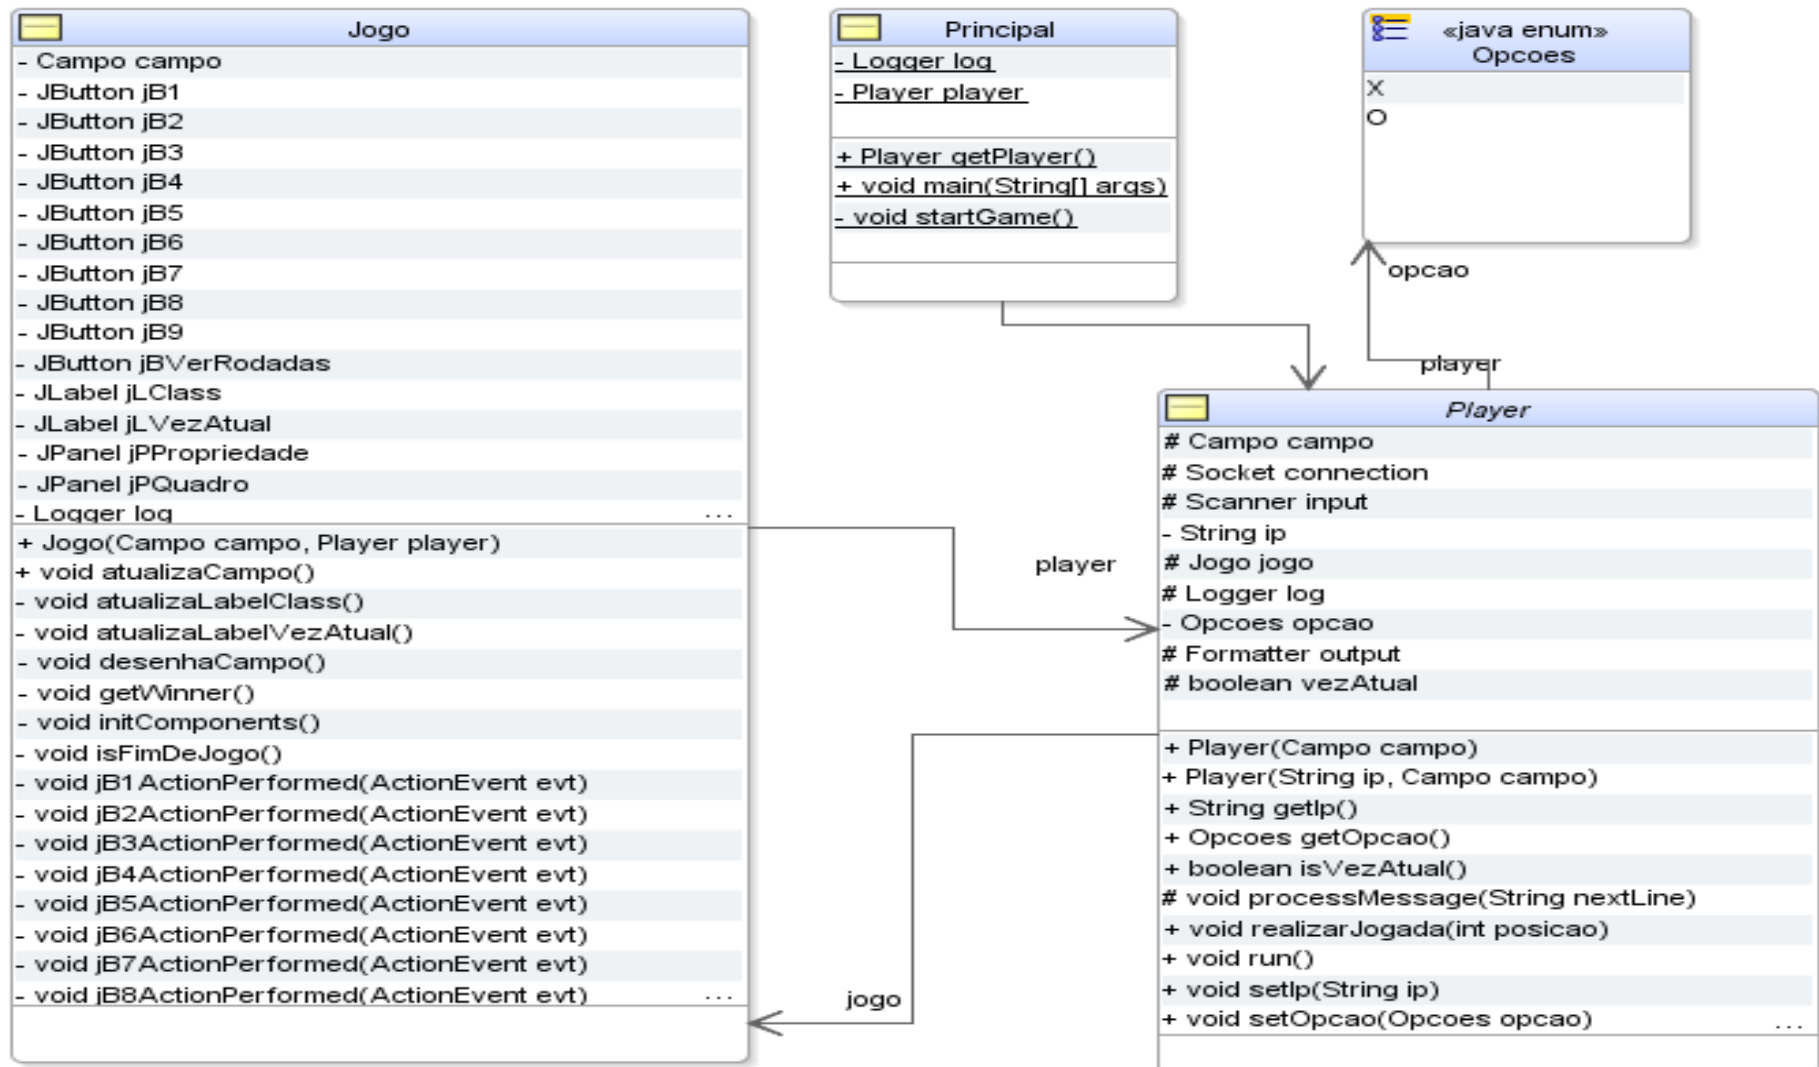 Jogo
- Campo campo
- JButton jB1
- JButton jB2
- JButton jB3
- JButton jB4
- JButton jB5
- JButton jB6
- JButton jB7
- JButton jB8
- JButton jB9
- JButton jBVerRodadas
- JLabel jLClass
- JLabel jLVezAtual
- JPanel jPPropriedade
- JPanel jPQuadro
- Logger log ...
+ Jogo(Campo campo, Player player)
+ void atualizaCampo()
- void atualizaLabelClass()
- void atualizaLabelVezAtual()
- void desenhaCampo()
- void getWinner()
- void initComponents()
- void isFimDeJogo()
- void jB1ActionPerformed(ActionEvent evt)
- void jB2ActionPerformed(ActionEvent evt)
- void jB3ActionPerformed(ActionEvent evt)
- void jB4ActionPerformed(ActionEvent evt)
- void jB5ActionPerformed(ActionEvent evt)
- void jB6ActionPerformed(ActionEvent evt)
- void jB7ActionPerformed(ActionEvent evt)
- void jB8ActionPerformed(ActionEvent evt) ...
Principal
- Logger log
- Player player
+ Player getPlayer()
+ void main(String[] args)
- void startGame()
«java enum»
Opcoes
X
O
opcao
player
player
jogo
Player
# Campo campo
# Socket connection
# Scanner input
- String ip
# Jogo jogo
# Logger log
- Opcoes opcao
# Formatter output
# boolean vezAtual
+ Player(Campo campo)
+ Player(String ip, Campo campo)
+ String getIp()
+ Opcoes getOpcao()
+ boolean isVezAtual()
# void processMessage(String nextLine)
+ void realizarJogada(int posicao)
+ void run()
+ void setIp(String ip)
+ void setOpcao(Opcoes opcao) ...